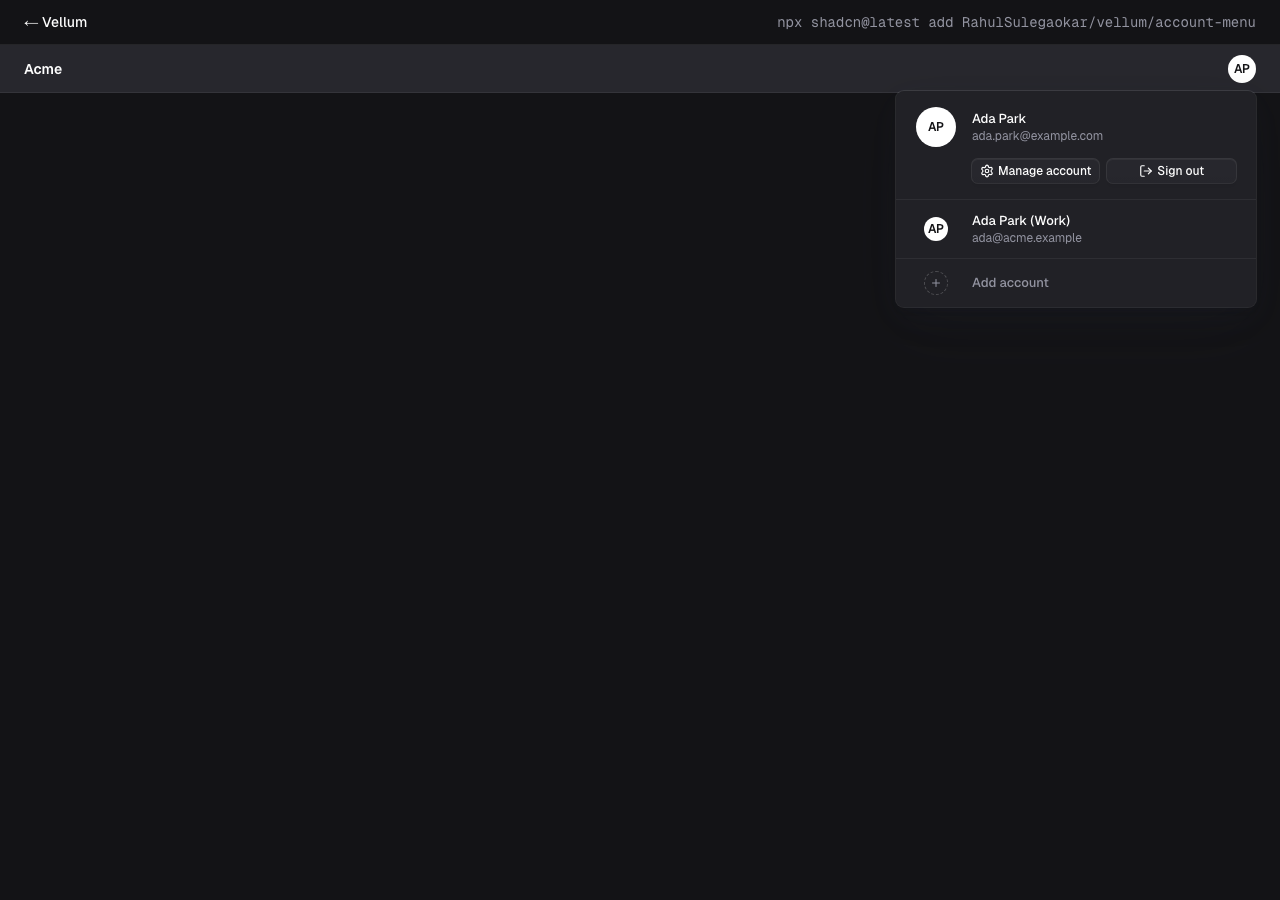 ← Vellum
npx shadcn@latest add RahulSulegaokar/vellum/account-menu
Acme
AP
AP
Ada Park
ada.park@example.com
Manage account
Sign out
AP
Ada Park (Work)
ada@acme.example
Add account